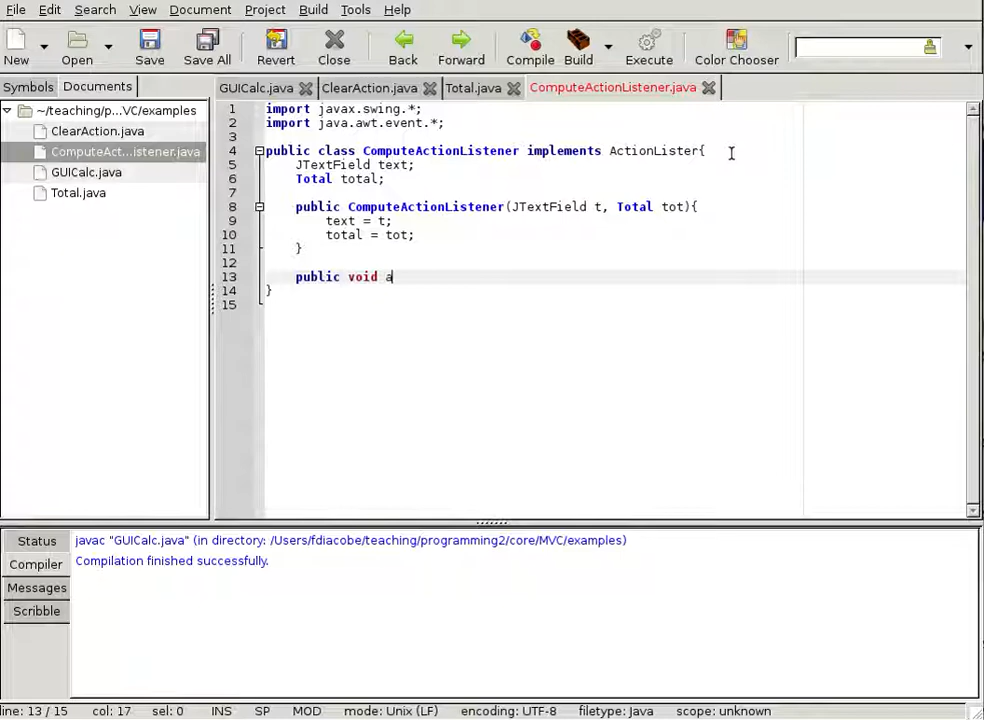 File Edit Search View Document Project Build Tools Help
New Open Save Save All Revert Close Back Forward Compile Build Execute Color Chooser
Symbols Documents GUICalc.java ClearAction.java Total.java ComputeActionListener.java
~/teaching/p...VC/examples
ClearAction.java
ComputeAct...istener.java
GUICalc.java
Total.java
1 import javax.swing.*;
2 import java.awt.event.*;
3
4 public class ComputeActionListener implements ActionLister{
5 JTextField text;
6 Total total;
7
8 public ComputeActionListener(JTextField t, Total tot){
9 text = t;
10 total = tot;
11 }
12
13 public void a
14 }
15
Status
Compiler
Messages
Scribble
javac "GUICalc.java" (in directory: /Users/fdiacobe/teaching/programming2/core/MVC/examples)
Compilation finished successfully.
line: 13 / 15 col: 17 sel: 0 INS SP MOD mode: Unix (LF) encoding: UTF-8 filetype: Java scope: unknown